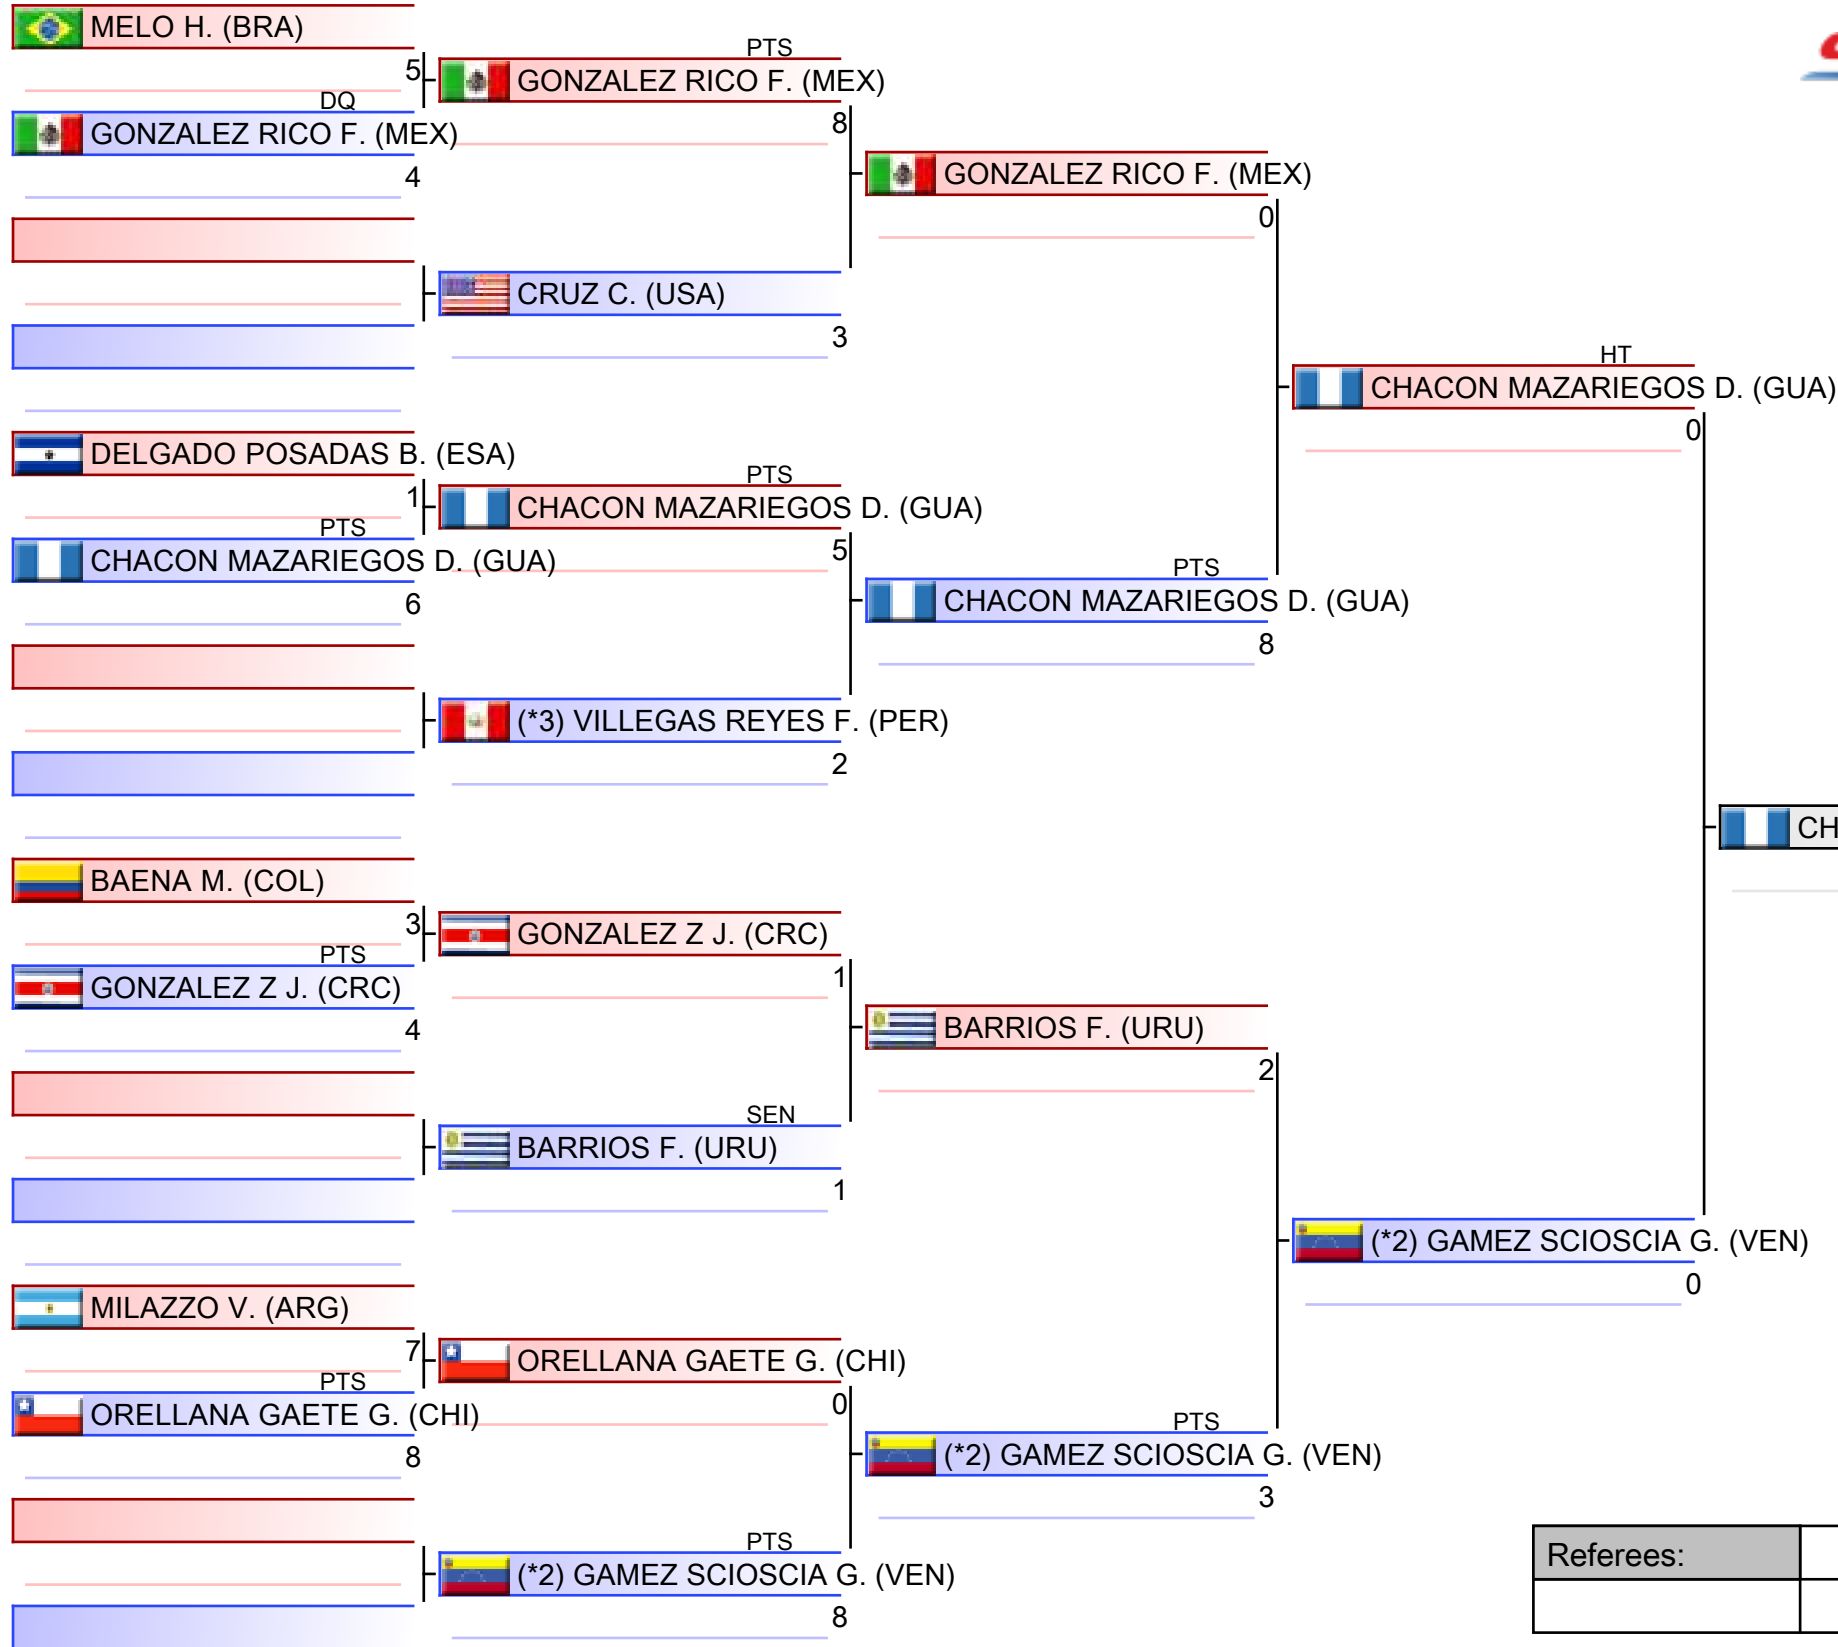 MELO H. (BRA)
5
DQ
GONZALEZ RICO F. (MEX)
4
DELGADO POSADAS B. (ESA)
1
PTS
CHACON MAZARIEGOS D. (GUA)
6
BAENA M. (COL)
3
PTS
GONZALEZ Z J. (CRC)
4
MILAZZO V. (ARG)
7
PTS
ORELLANA GAETE G. (CHI)
8
PTS
GONZALEZ RICO F. (MEX)
8
CRUZ C. (USA)
3
PTS
CHACON MAZARIEGOS D. (GUA)
5
(*3) VILLEGAS REYES F. (PER)
2
GONZALEZ Z J. (CRC)
1
SEN
BARRIOS F. (URU)
1
ORELLANA GAETE G. (CHI)
0
PTS
(*2) GAMEZ SCIOSCIA G. (VEN)
8
GONZALEZ RICO F. (MEX)
0
PTS
CHACON MAZARIEGOS D. (GUA)
8
BARRIOS F. (URU)
2
PTS
(*2) GAMEZ SCIOSCIA G. (VEN)
3
HT
CHACON MAZARIEGOS D. (GUA)
0
(*2) GAMEZ SCIOSCIA G. (VEN)
0
CH
Referees: